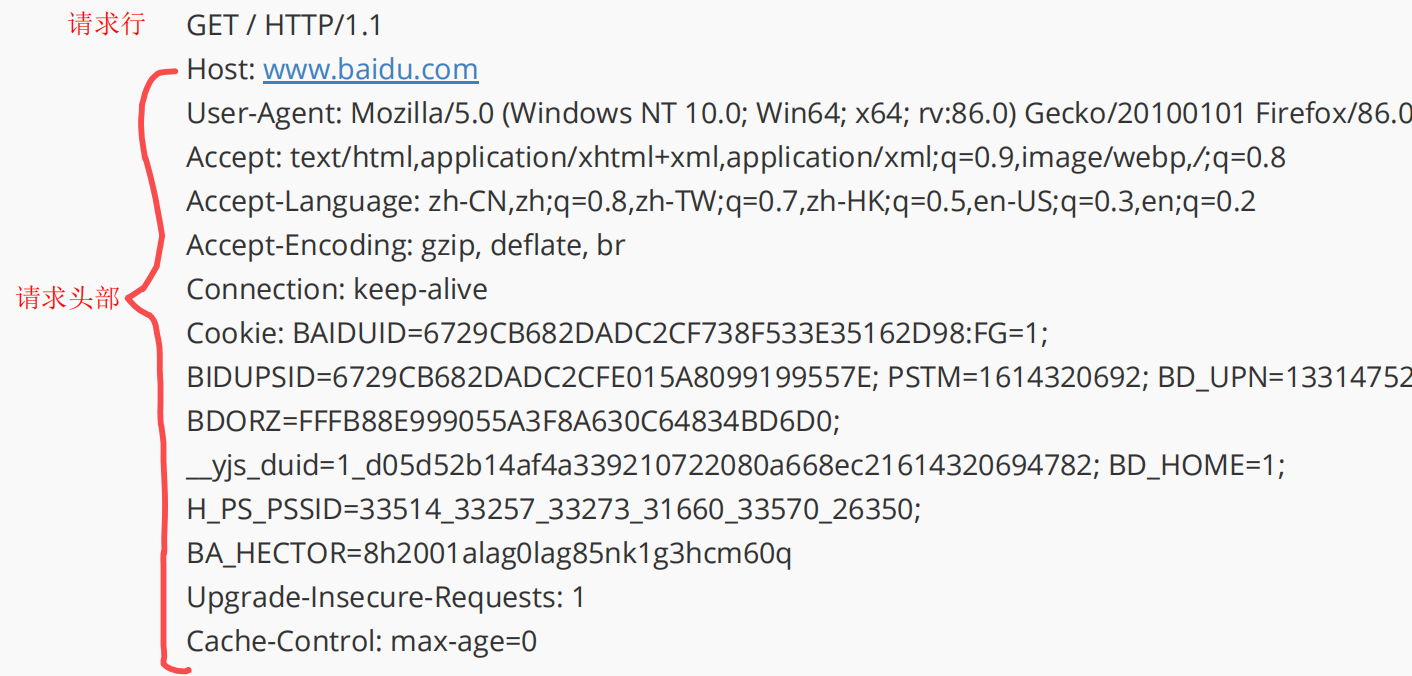 请求行 GET / HTTP/1.1
Host: www.baidu.com
User-Agent: Mozilla/5.0 (Windows NT 10.0; Win64; x64; rv:86.0) Gecko/20100101 Firefox/86.0
Accept: text/html,application/xhtml+xml,application/xml;q=0.9,image/webp,/;q=0.8
Accept-Language: zh-CN,zh;q=0.8,zh-TW;q=0.7,zh-HK;q=0.5,en-US;q=0.3,en;q=0.2
Accept-Encoding: gzip, deflate, br
请求头部 Connection: keep-alive
Cookie: BAIDUID=6729CB682DADC2CF738F533E35162D98:FG=1;
BIDUPSID=6729CB682DADC2CFE015A8099199557E; PSTM=1614320692; BD_UPN=13314752
BDORZ=FFFB88E999055A3F8A630C64834BD6D0;
__yjs_duid=1_d05d52b14af4a339210722080a668ec21614320694782; BD_HOME=1;
H_PS_PSSID=33514_33257_33273_31660_33570_26350;
BA_HECTOR=8h2001alag0lag85nk1g3hcm60q
Upgrade-Insecure-Requests: 1
Cache-Control: max-age=0